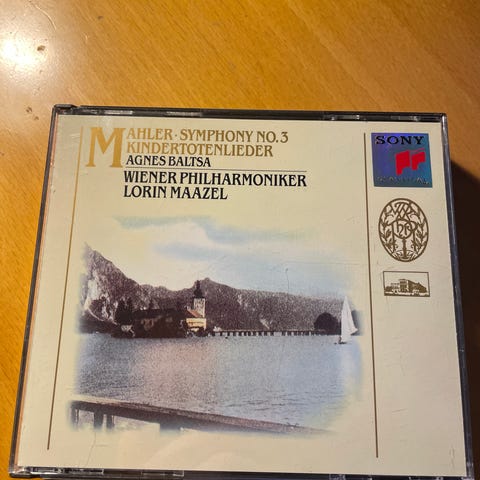 MAHLER · SYMPHONY NO. 3
KINDERTOTENLIEDER
AGNES BALTSA
WIENER PHILHARMONIKER
LORIN MAAZEL
SONY